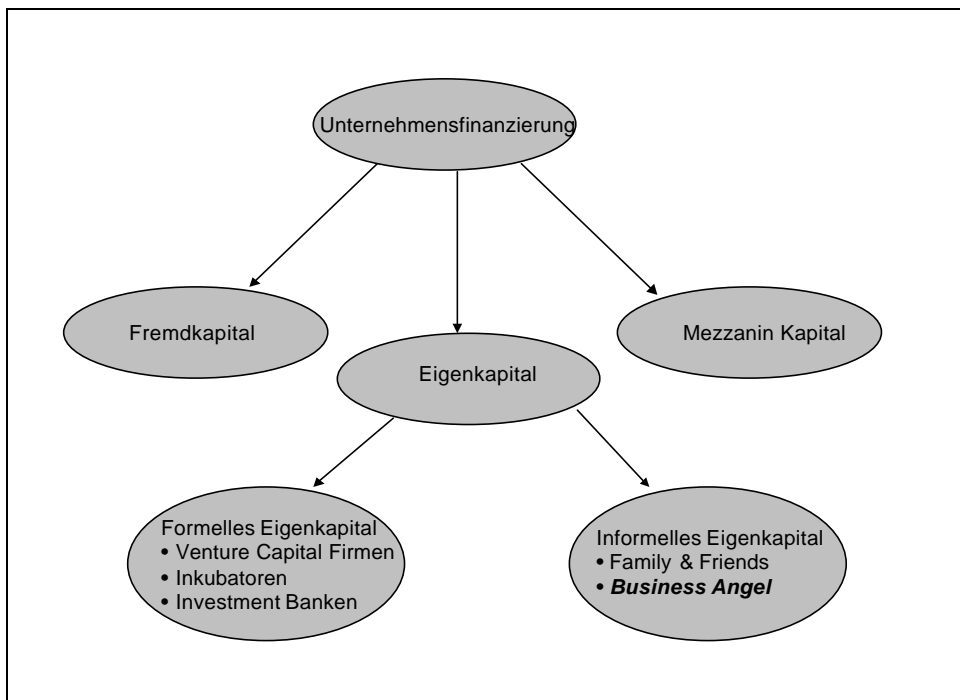 Unternehmensfinanzierung
Fremdkapital
Mezzanin Kapital
Eigenkapital
Formelles Eigenkapital
• Venture Capital Firmen
• Inkubatoren
• Investment Banken
Informelles Eigenkapital
• Family & Friends
• Business Angel